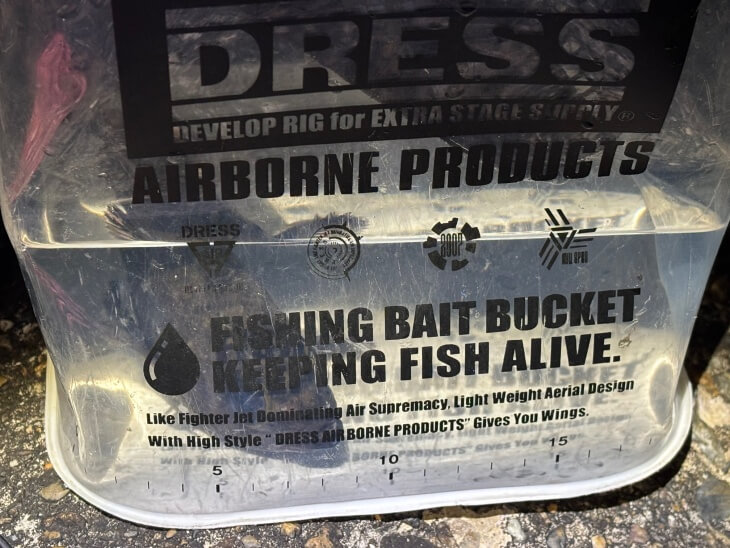 DRESS
DEVELOP RIG for EXTRA STAGE SUPPLY®
AIRBORNE PRODUCTS
DRESS
FISHING BAIT BUCKET
KEEPING FISH ALIVE.
Like Fighter Jet Dominating Air Supremacy, Light Weight Aerial Design
With High Style “ DRESS AIRBORNE PRODUCTS” Gives You Wings.
5 10 15